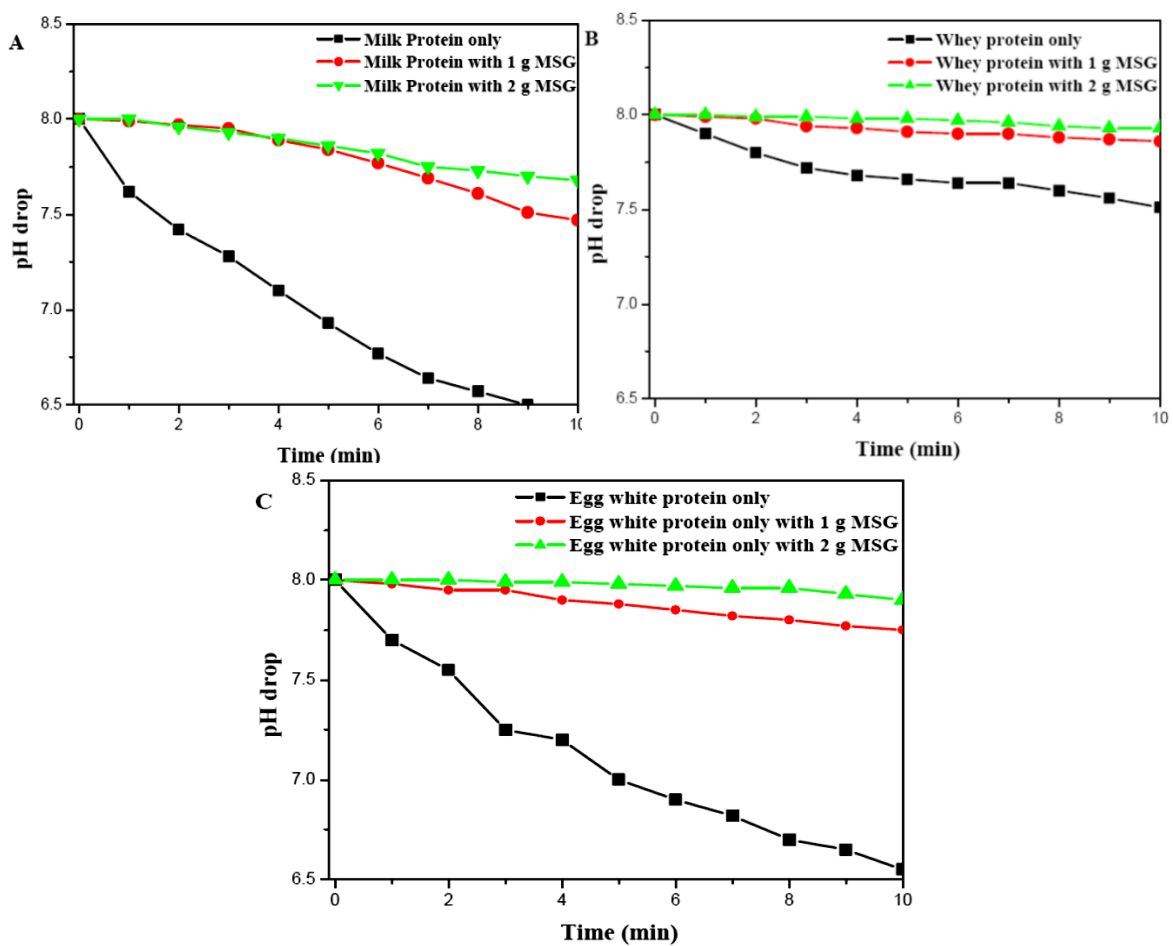 A
Milk Protein only
Milk Protein with 1 g MSG
Milk Protein with 2 g MSG
8.5
8.0
7.5
7.0
6.5
pH drop
0 2 4 6 8 10
Time (min)
B
Whey protein only
Whey protein with 1 g MSG
Whey protein with 2 g MSG
8.5
8.0
7.5
7.0
6.5
pH drop
0 2 4 6 8 10
Time (min)
C
Egg white protein only
Egg white protein only with 1 g MSG
Egg white protein only with 2 g MSG
8.5
8.0
7.5
7.0
6.5
pH drop
0 2 4 6 8 10
Time (min)